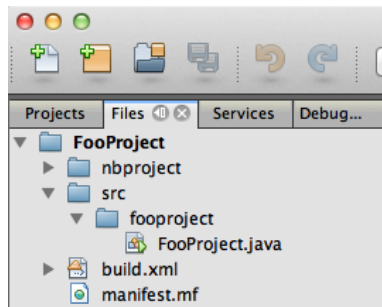 Projects Files Services Debug...
FooProject
nbproject
src
fooproject
FooProject.java
build.xml
manifest.mf